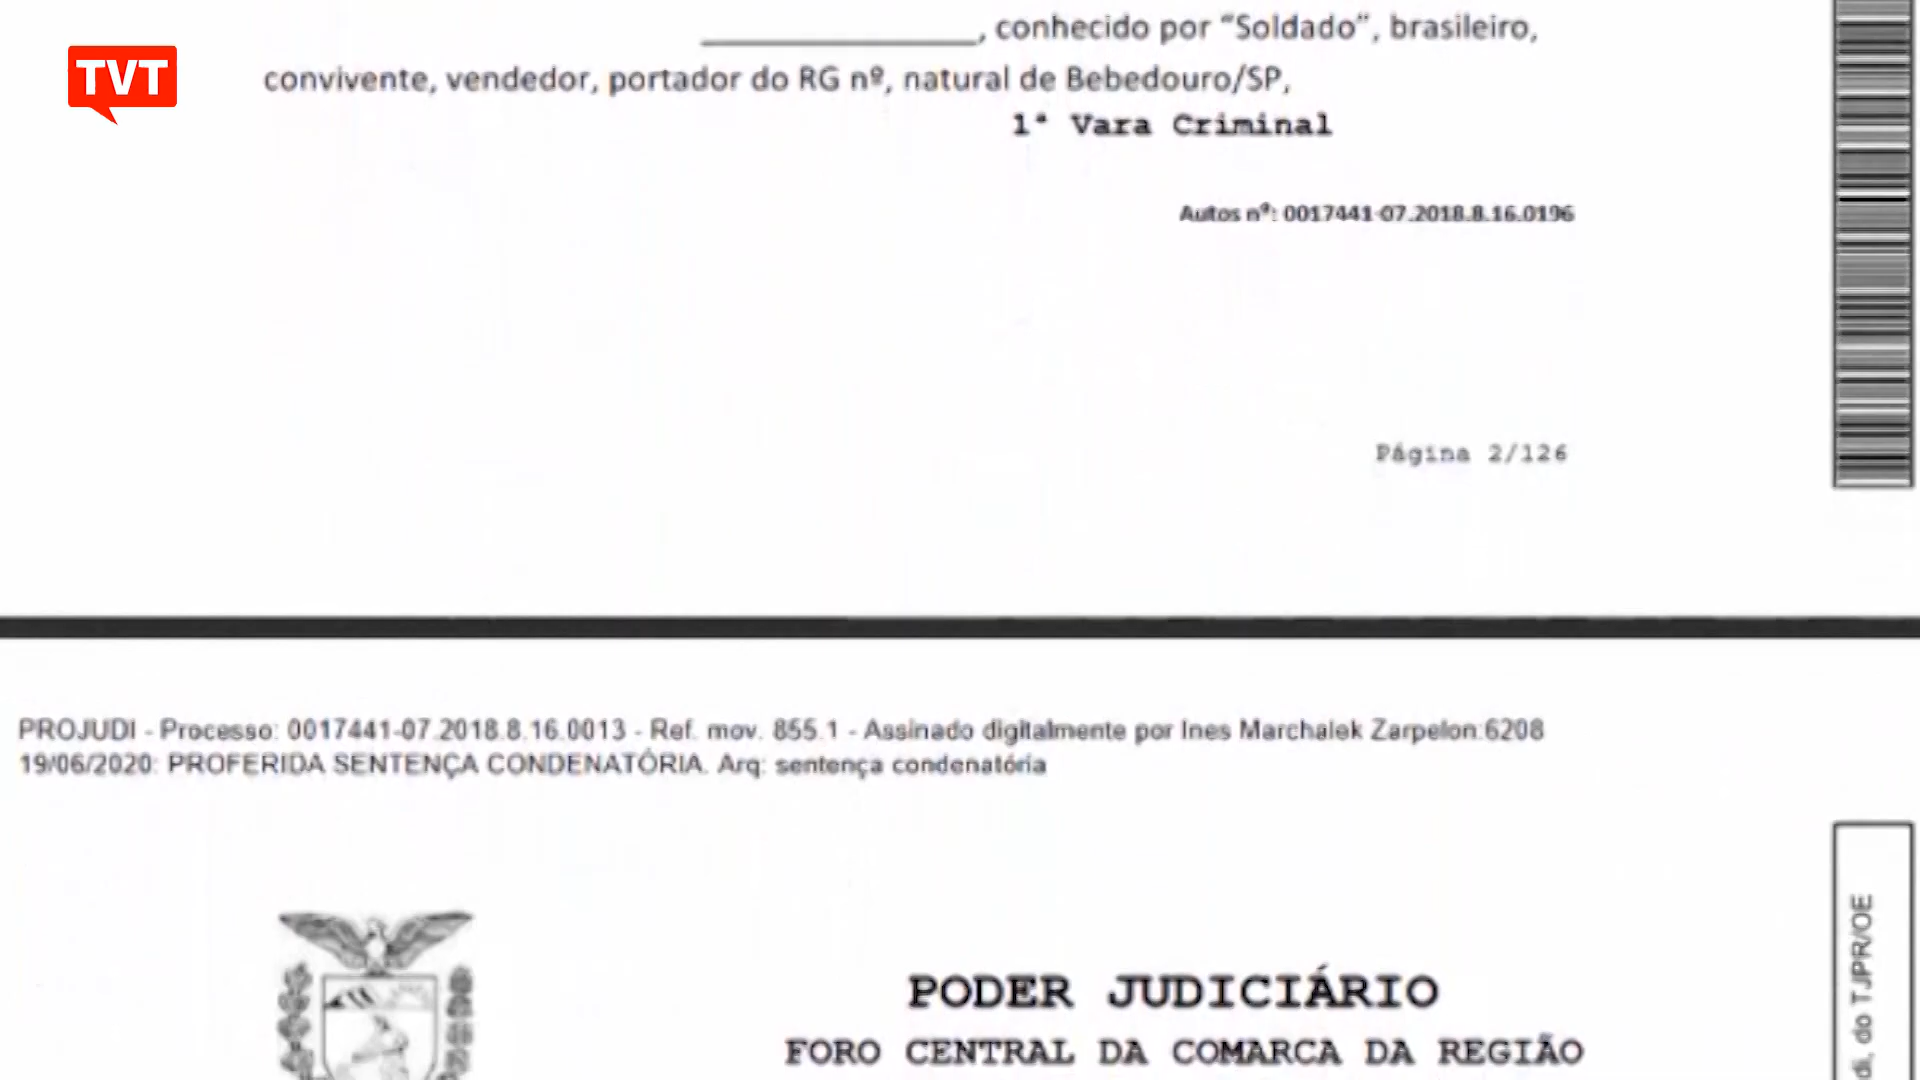 TVT
______________, conhecido por “Soldado”, brasileiro,
convivente, vendedor, portador do RG nº, natural de Bebedouro/SP,
1ª Vara Criminal
Autos nº: 0017441-07.2018.8.16.0196
Página 2/126
PROJUDI - Processo: 0017441-07.2018.8.16.0013 - Ref. mov. 855.1 - Assinado digitalmente por Ines Marchalek Zarpelon:6208
19/06/2020: PROFERIDA SENTENÇA CONDENATÓRIA. Arq: sentença condenatória
PODER JUDICIÁRIO
FORO CENTRAL DA COMARCA DA REGIÃO
di, do TJPR/OE